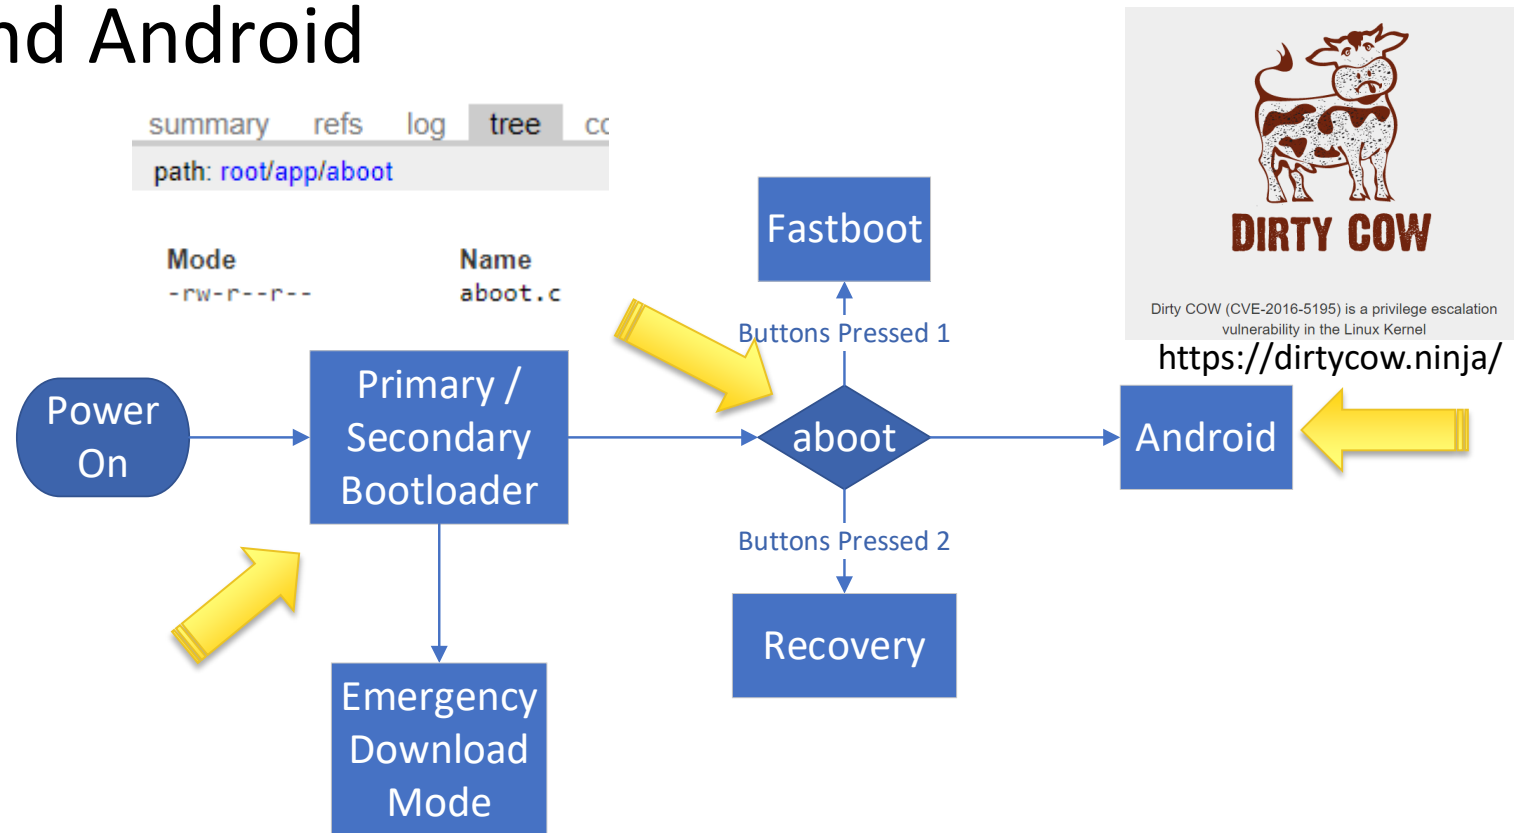 nd Android
summary refs log tree co
path: root/app/aboot
Mode Name
-rw-r--r-- aboot.c
DIRTY COW
Dirty COW (CVE-2016-5195) is a privilege escalation
vulnerability in the Linux Kernel
https://dirtycow.ninja/
Fastboot
Buttons Pressed 1
Power
On
Primary /
Secondary
Bootloader
aboot
Android
Buttons Pressed 2
Recovery
Emergency
Download
Mode